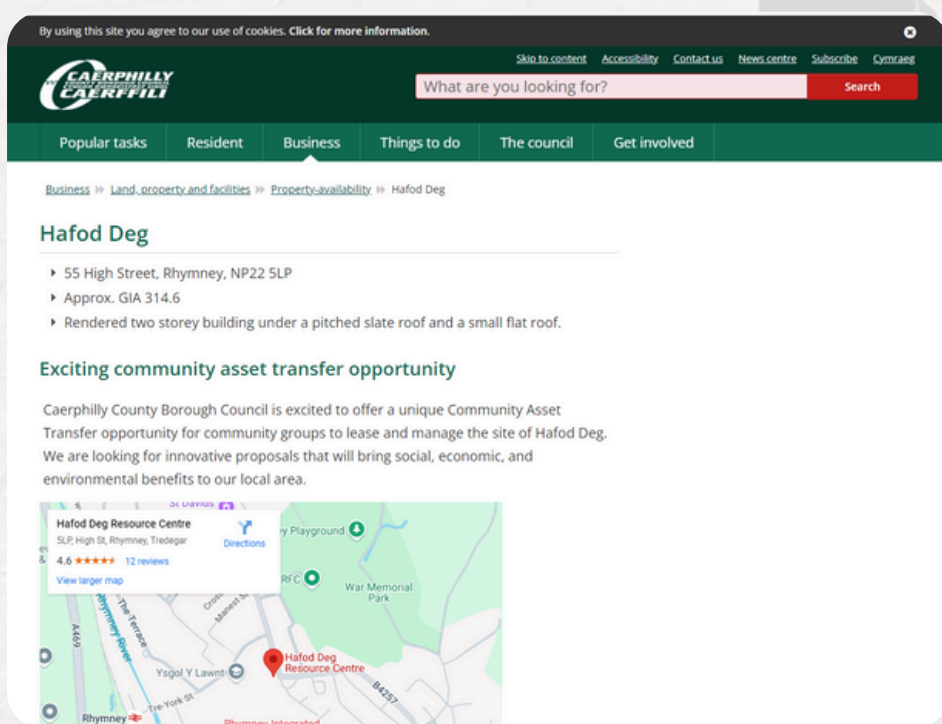 By using this site you agree to our use of cookies. Click for more information.
Skip to content Accessibility Contact us News centre Subscribe Cymraeg
CAERPHILLY
CAERFFILI
What are you looking for?
Search
Popular tasks Resident Business Things to do The council Get involved
Business » Land, property and facilities » Property-availability » Hafod Deg
Hafod Deg
55 High Street, Rhymney, NP22 5LP
Approx. GIA 314.6
Rendered two storey building under a pitched slate roof and a small flat roof.
Exciting community asset transfer opportunity
Caerphilly County Borough Council is excited to offer a unique Community Asset
Transfer opportunity for community groups to lease and manage the site of Hafod Deg.
We are looking for innovative proposals that will bring social, economic, and
environmental benefits to our local area.
Hafod Deg Resource Centre
5LP, High St, Rhymney, Tredegar
Directions
4.6 ★★★★★ 12 reviews
View larger map
St Davids
Playground
RFC
War Memorial
Park
The Terrace
Rhymney River
A469
Manest St
Ysgol Y Lawnt
Hafod Deg
Resource Centre
B4257
Tre-York St
Rhymney
Rhymney Integrated